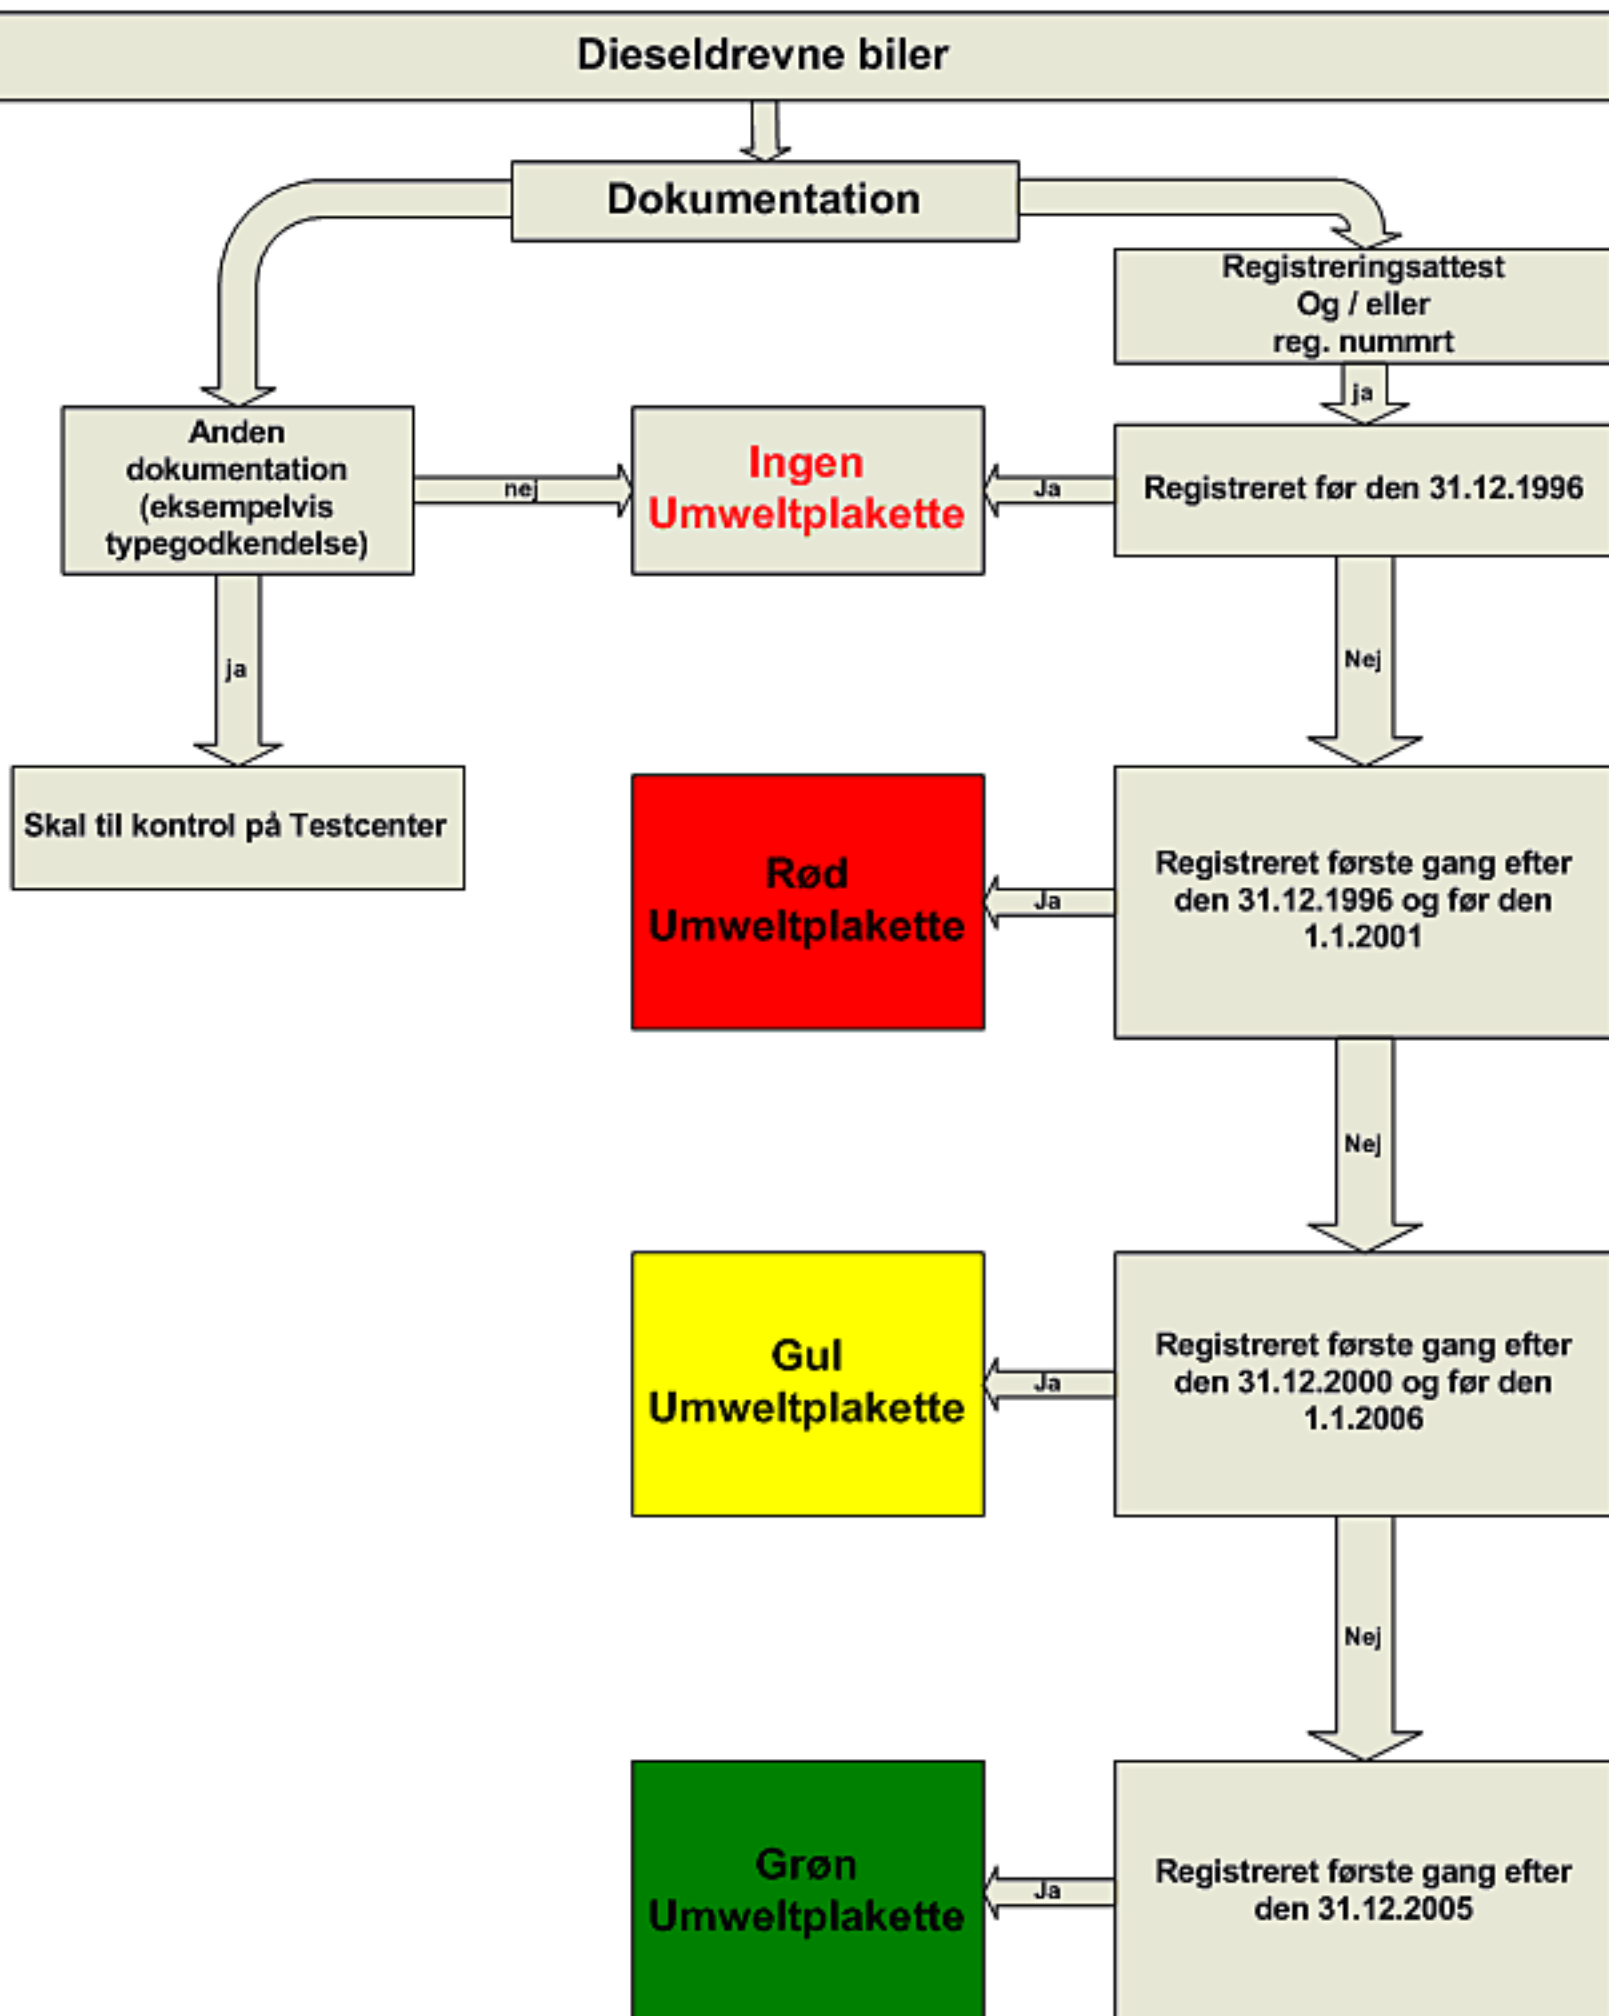 Dieseldrevne biler
Dokumentation
Registreringsattest
Og / eller
reg. nummrt
ja
Anden
dokumentation
(eksempelvis
typegodkendelse)
nej
Ingen
Umweltplakette
Ja
Registreret før den 31.12.1996
ja
Nej
Skal til kontrol på Testcenter
Rød
Umweltplakette
Ja
Registreret første gang efter
den 31.12.1996 og før den
1.1.2001
Nej
Gul
Umweltplakette
Ja
Registreret første gang efter
den 31.12.2000 og før den
1.1.2006
Nej
Grøn
Umweltplakette
Ja
Registreret første gang efter
den 31.12.2005